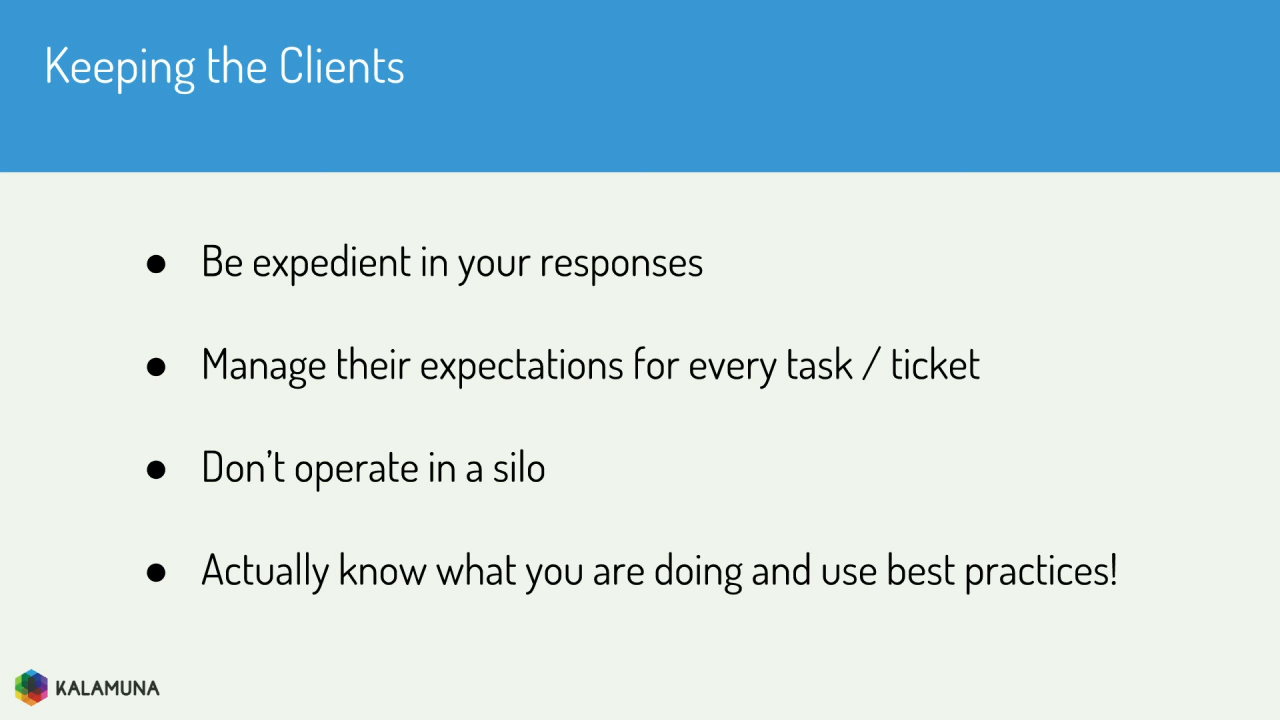 Keeping the Clients
● Be expedient in your responses
● Manage their expectations for every task / ticket
● Don’t operate in a silo
● Actually know what you are doing and use best practices!
KALAMUNA